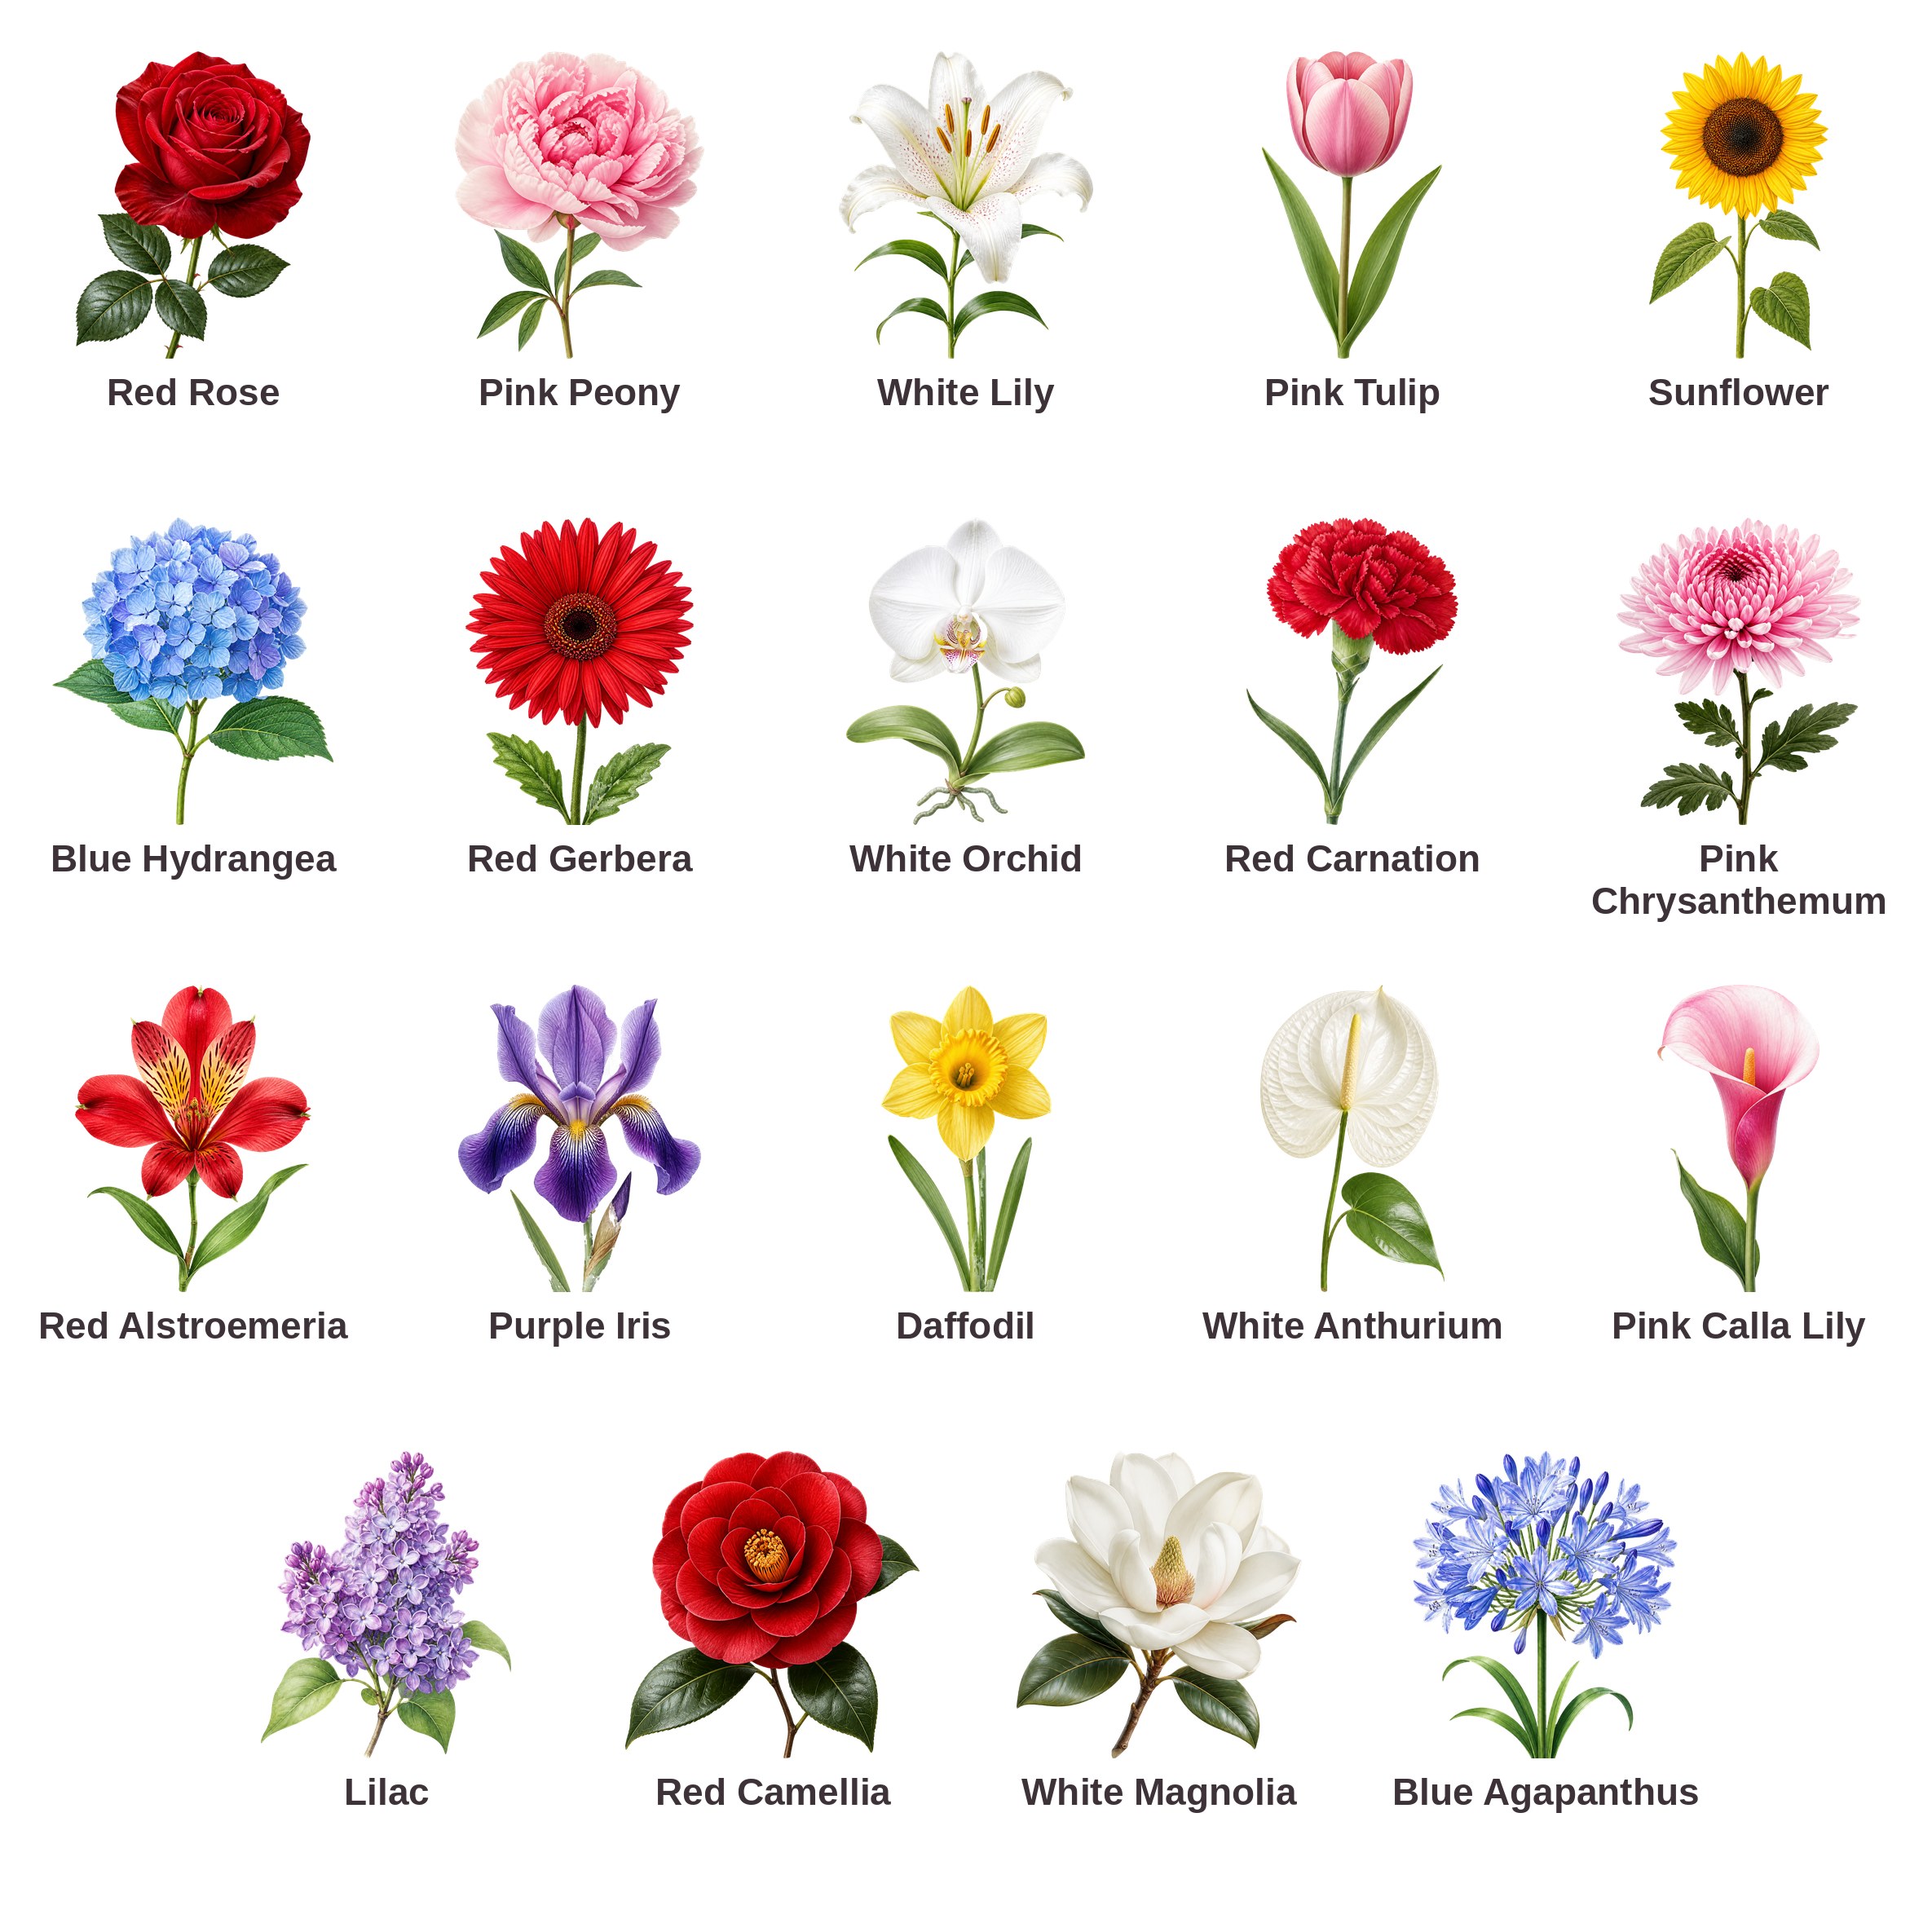 Red Rose
Pink Peony
White Lily
Pink Tulip
Sunflower
Blue Hydrangea
Red Gerbera
White Orchid
Red Carnation
Pink
Chrysanthemum
Red Alstroemeria
Purple Iris
Daffodil
White Anthurium
Pink Calla Lily
Lilac
Red Camellia
White Magnolia
Blue Agapanthus